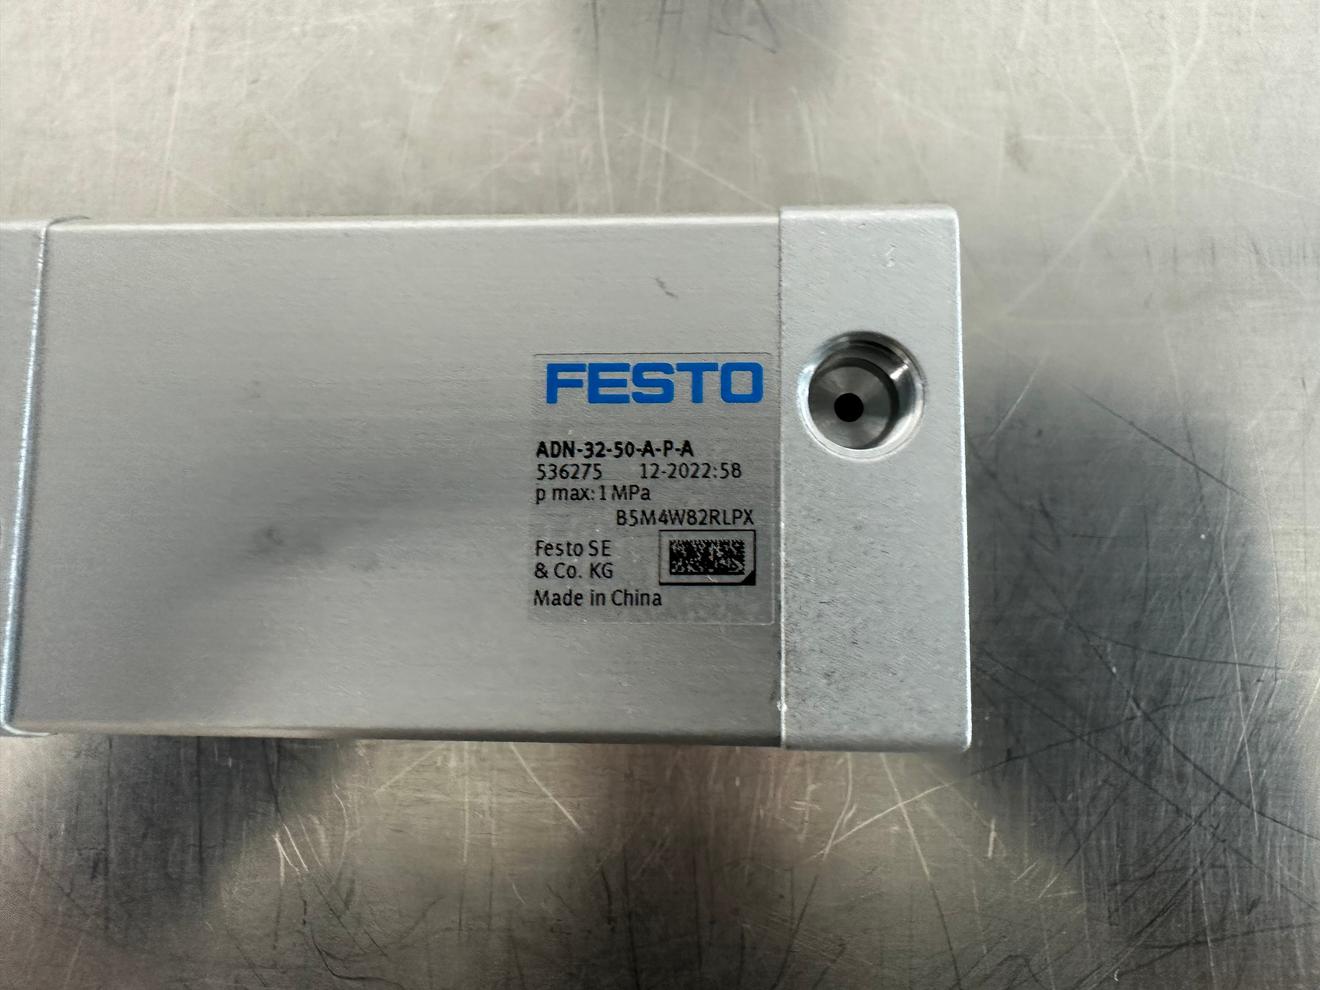 FESTO
ADN-32-50-A-P-A
536275 12-2022:58
p max: 1 MPa
B5M4W82RLPX
Festo SE
& Co. KG
Made in China